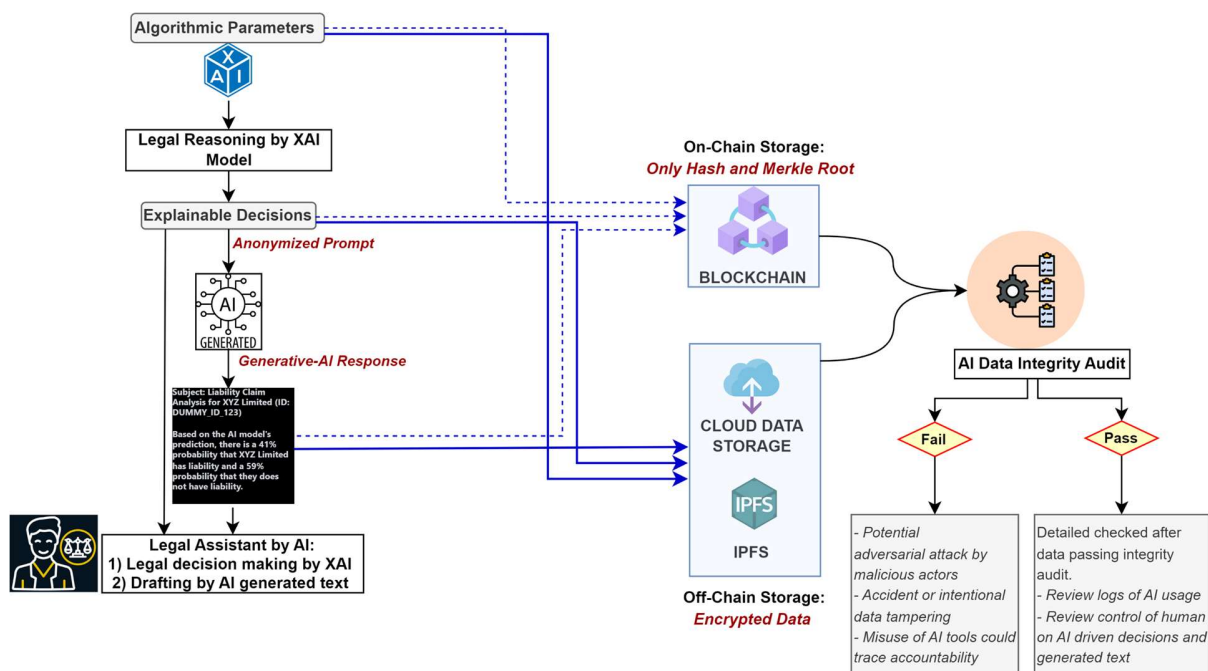 Algorithmic Parameters
X
A I
Legal Reasoning by XAI
Model
Explainable Decisions
Anonymized Prompt
AI
GENERATED
Generative-AI Response
Subject: Liability Claim
Analysis for XYZ Limited (ID:
DUMMY_ID_123)
Based on the AI model's
prediction, there is a 41%
probability that XYZ Limited
has liability and a 59%
probability that they does
not have liability.
Legal Assistant by AI:
1) Legal decision making by XAI
2) Drafting by AI generated text
On-Chain Storage:
Only Hash and Merkle Root
BLOCKCHAIN
CLOUD DATA
STORAGE
IPFS
IPFS
Off-Chain Storage:
Encrypted Data
AI Data Integrity Audit
Fail
Pass
- Potential
adversarial attack by
malicious actors
- Accident or intentional
data tampering
- Misuse of AI tools could
trace accountability
Detailed checked after
data passing integrity
audit.
- Review logs of AI usage
- Review control of human
on AI driven decisions and
generated text